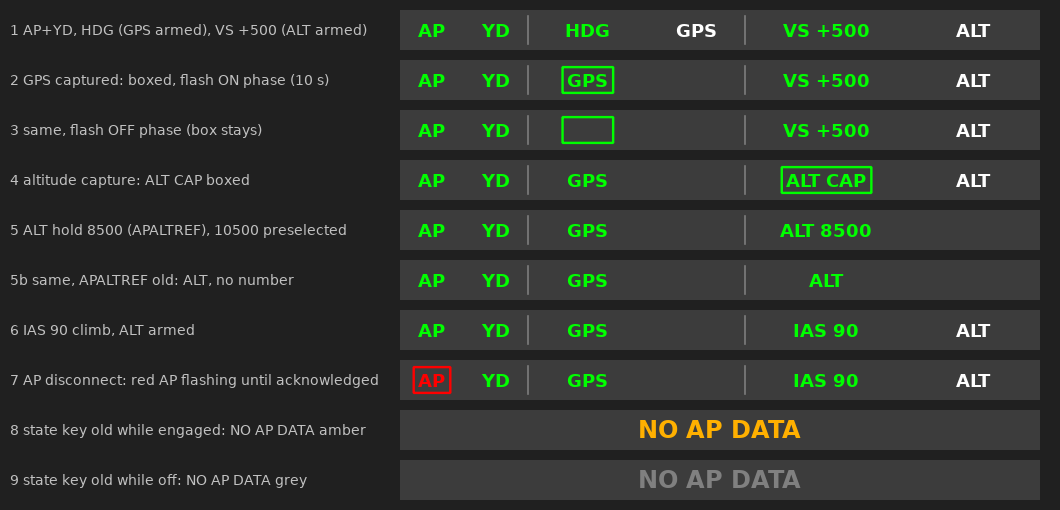 1 AP+YD, HDG (GPS armed), VS +500 (ALT armed) AP YD HDG GPS VS +500 ALT
2 GPS captured: boxed, flash ON phase (10 s) AP YD GPS VS +500 ALT
3 same, flash OFF phase (box stays) AP YD VS +500 ALT
4 altitude capture: ALT CAP boxed AP YD GPS ALT CAP ALT
5 ALT hold 8500 (APALTREF), 10500 preselected AP YD GPS ALT 8500
5b same, APALTREF old: ALT, no number AP YD GPS ALT
6 IAS 90 climb, ALT armed AP YD GPS IAS 90 ALT
7 AP disconnect: red AP flashing until acknowledged AP YD GPS IAS 90 ALT
8 state key old while engaged: NO AP DATA amber NO AP DATA
9 state key old while off: NO AP DATA grey NO AP DATA